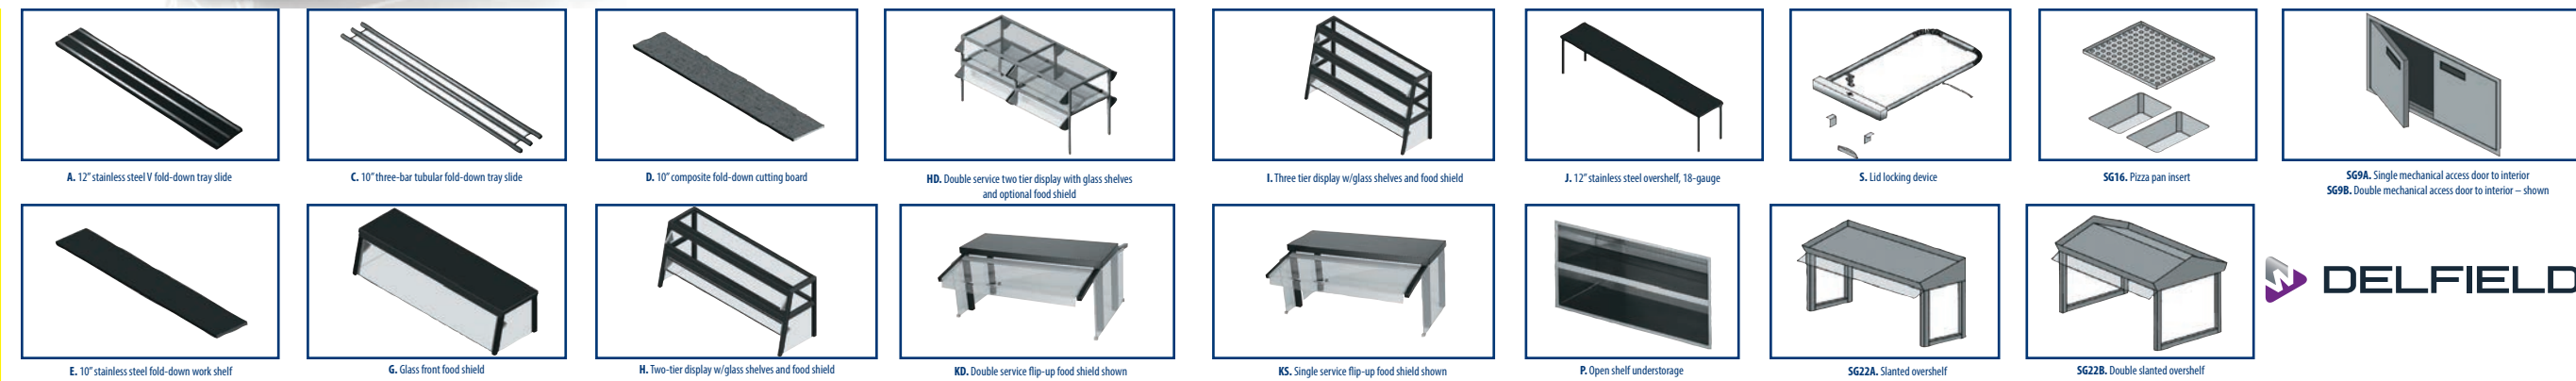 A. 12" stainless steel V fold-down tray slide
C. 10" three-bar tubular fold-down tray slide
D. 10" composite fold-down cutting board
HD. Double service two tier display with glass shelves
and optional food shield
I. Three tier display w/glass shelves and food shield
J. 12" stainless steel overshelf, 18-gauge
S. Lid locking device
SG16. Pizza pan insert
SG9A. Single mechanical access door to interior
SG9B. Double mechanical access door to interior – shown
E. 10" stainless steel fold-down work shelf
G. Glass front food shield
H. Two-tier display w/glass shelves and food shield
KD. Double service flip-up food shield shown
KS. Single service flip-up food shield shown
P. Open shelf understorage
SG22A. Slanted overshelf
SG22B. Double slanted overshelf
DELFIELD